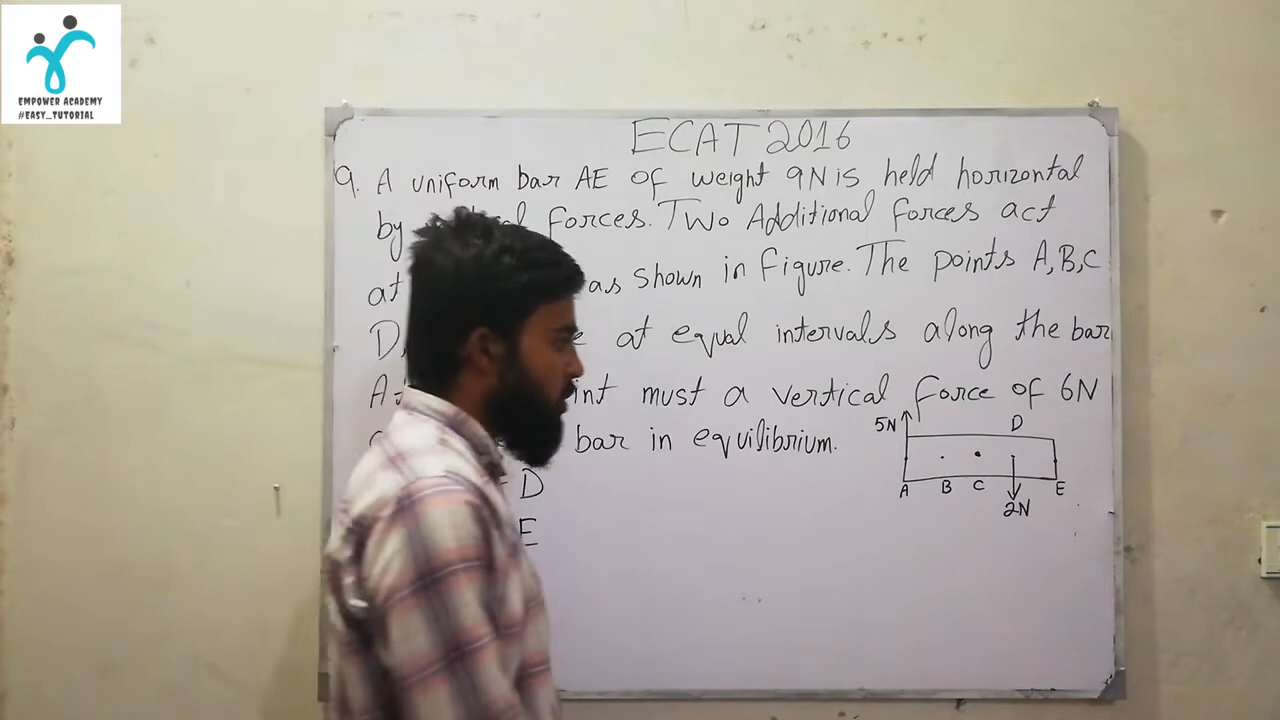 EMPOWER ACADEMY
#EASY_TUTORIAL
ECAT 2016
9. A uniform bar AE of weight 9N is held horizontal
by forces. Two Additional forces act
at as shown in figure. The points A,B,C
D, at equal intervals along the bar
must a vertical force of 6N
bar in equilibrium.
D
E
5N
D
A B C E
2N